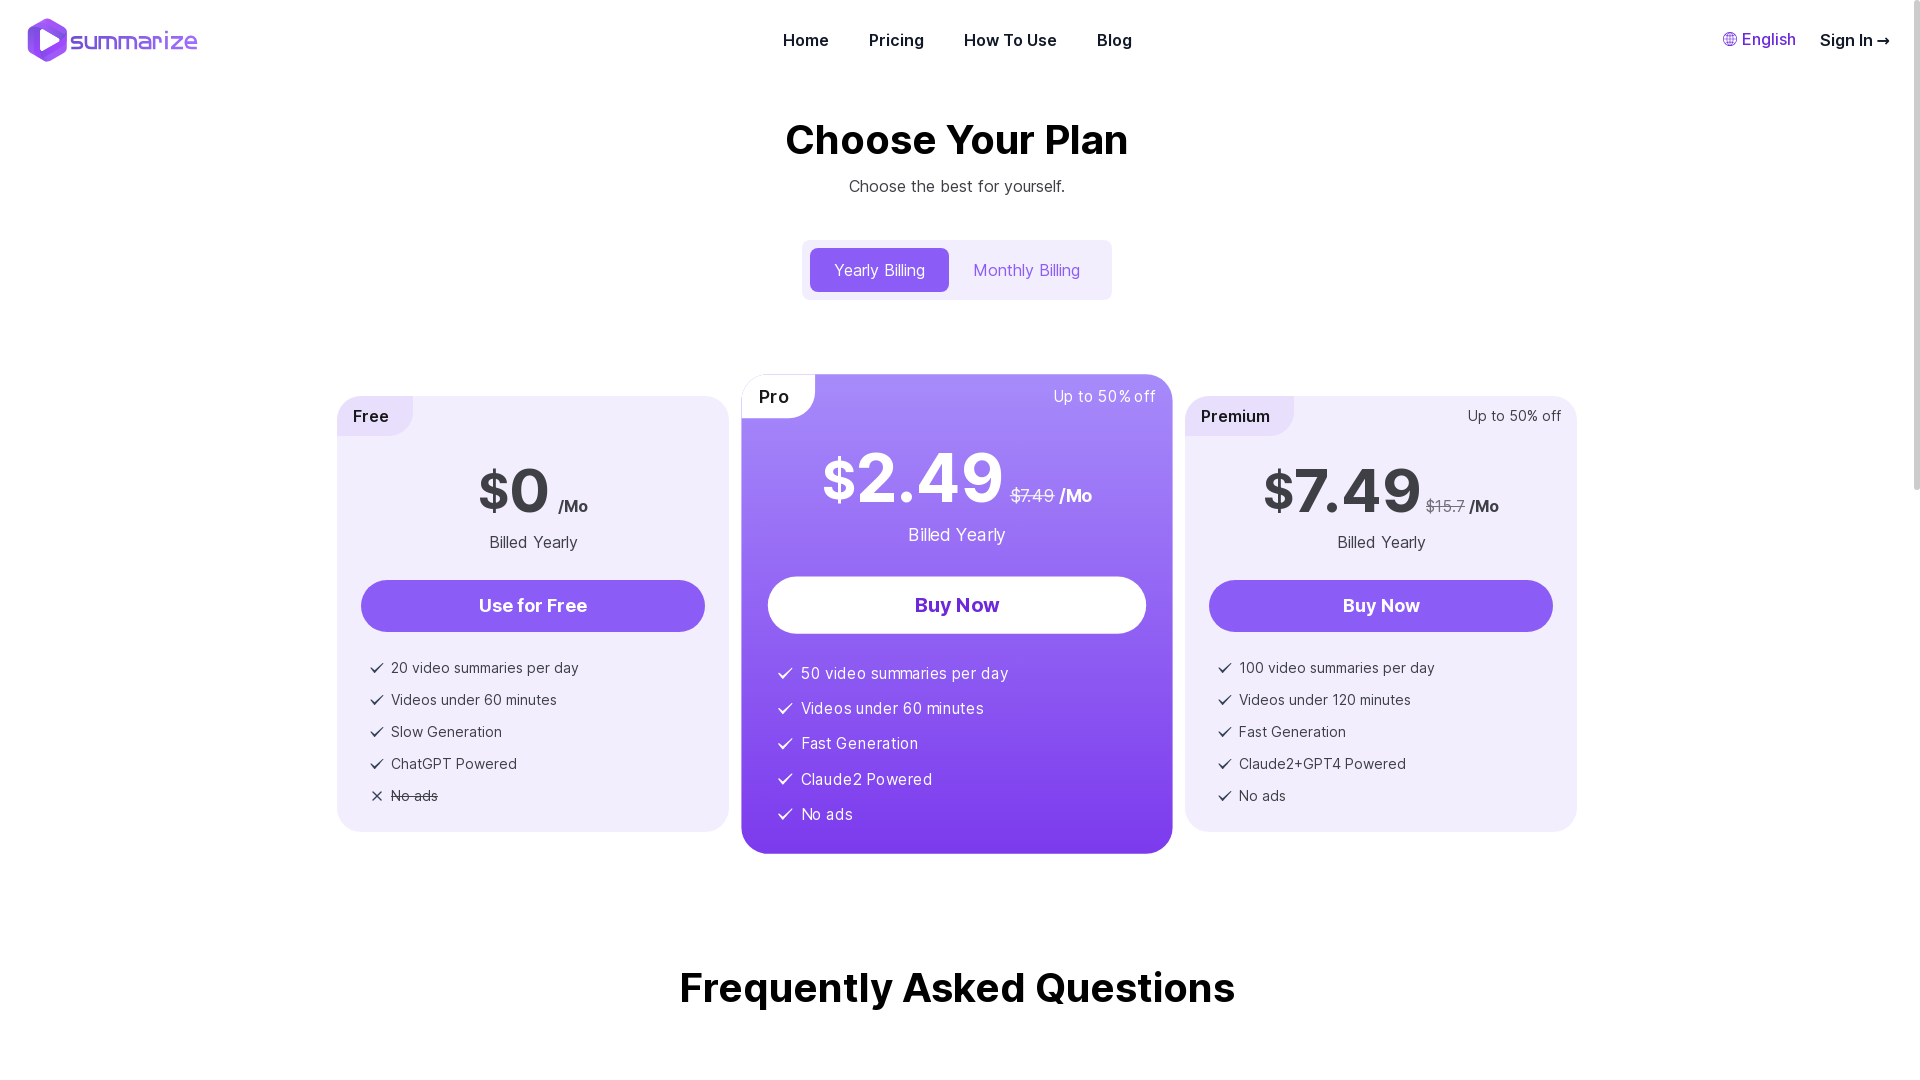 summarize
Home
Pricing
How To Use
Blog
English
Sign In →
Choose Your Plan
Choose the best for yourself.
Yearly Billing
Monthly Billing
Free
$0 /Mo
Billed Yearly
Use for Free
20 video summaries per day
Videos under 60 minutes
Slow Generation
ChatGPT Powered
No ads
Pro
Up to 50% off
$2.49 $7.49 /Mo
Billed Yearly
Buy Now
50 video summaries per day
Videos under 60 minutes
Fast Generation
Claude2 Powered
No ads
Premium
Up to 50% off
$7.49 $15.7 /Mo
Billed Yearly
Buy Now
100 video summaries per day
Videos under 120 minutes
Fast Generation
Claude2+GPT4 Powered
No ads
Frequently Asked Questions